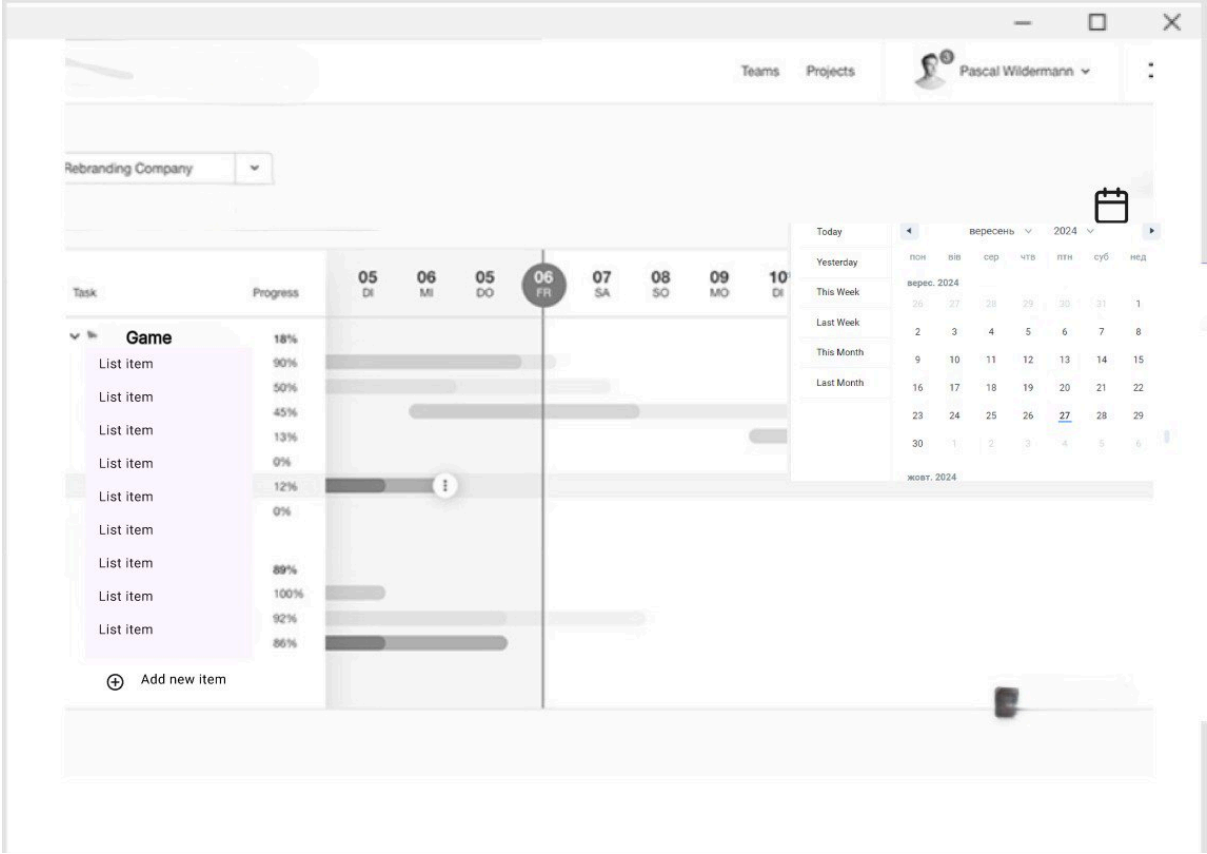 Teams Projects Pascal Wildermann
Rebranding Company
Task Progress
05 06 05 06 07 08 09 10
DI MI DO FR SA SO MO DI
Game 18%
List item 90%
List item 50%
List item 45%
List item 13%
List item 0%
List item 12%
List item 0%
List item 89%
List item 100%
92%
86%
Add new item
Today
Yesterday
This Week
Last Week
This Month
Last Month
вересень 2024
пон вів сер чтв птн суб нед
верес. 2024
26 27 28 29 30 31 1
2 3 4 5 6 7 8
9 10 11 12 13 14 15
16 17 18 19 20 21 22
23 24 25 26 27 28 29
30 1 2 3 4 5 6
жовт. 2024